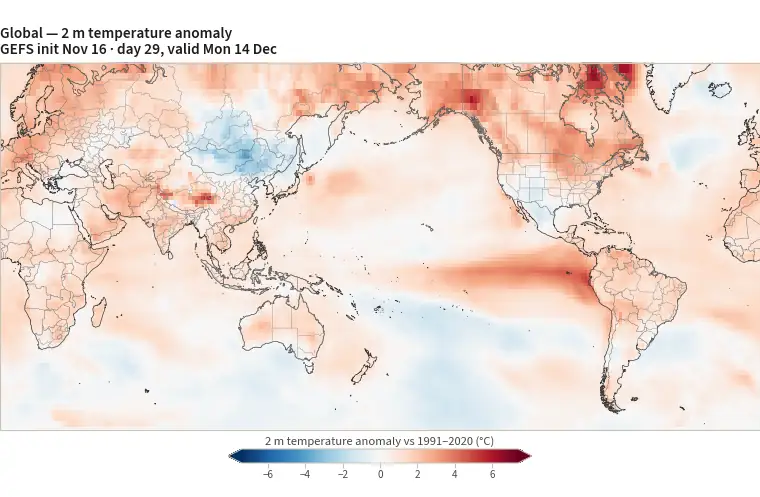 Global — 2 m temperature anomaly
GEFS init Nov 16 · day 29, valid Mon 14 Dec
2 m temperature anomaly vs 1991–2020 (°C)
−6 −4 −2 0 2 4 6